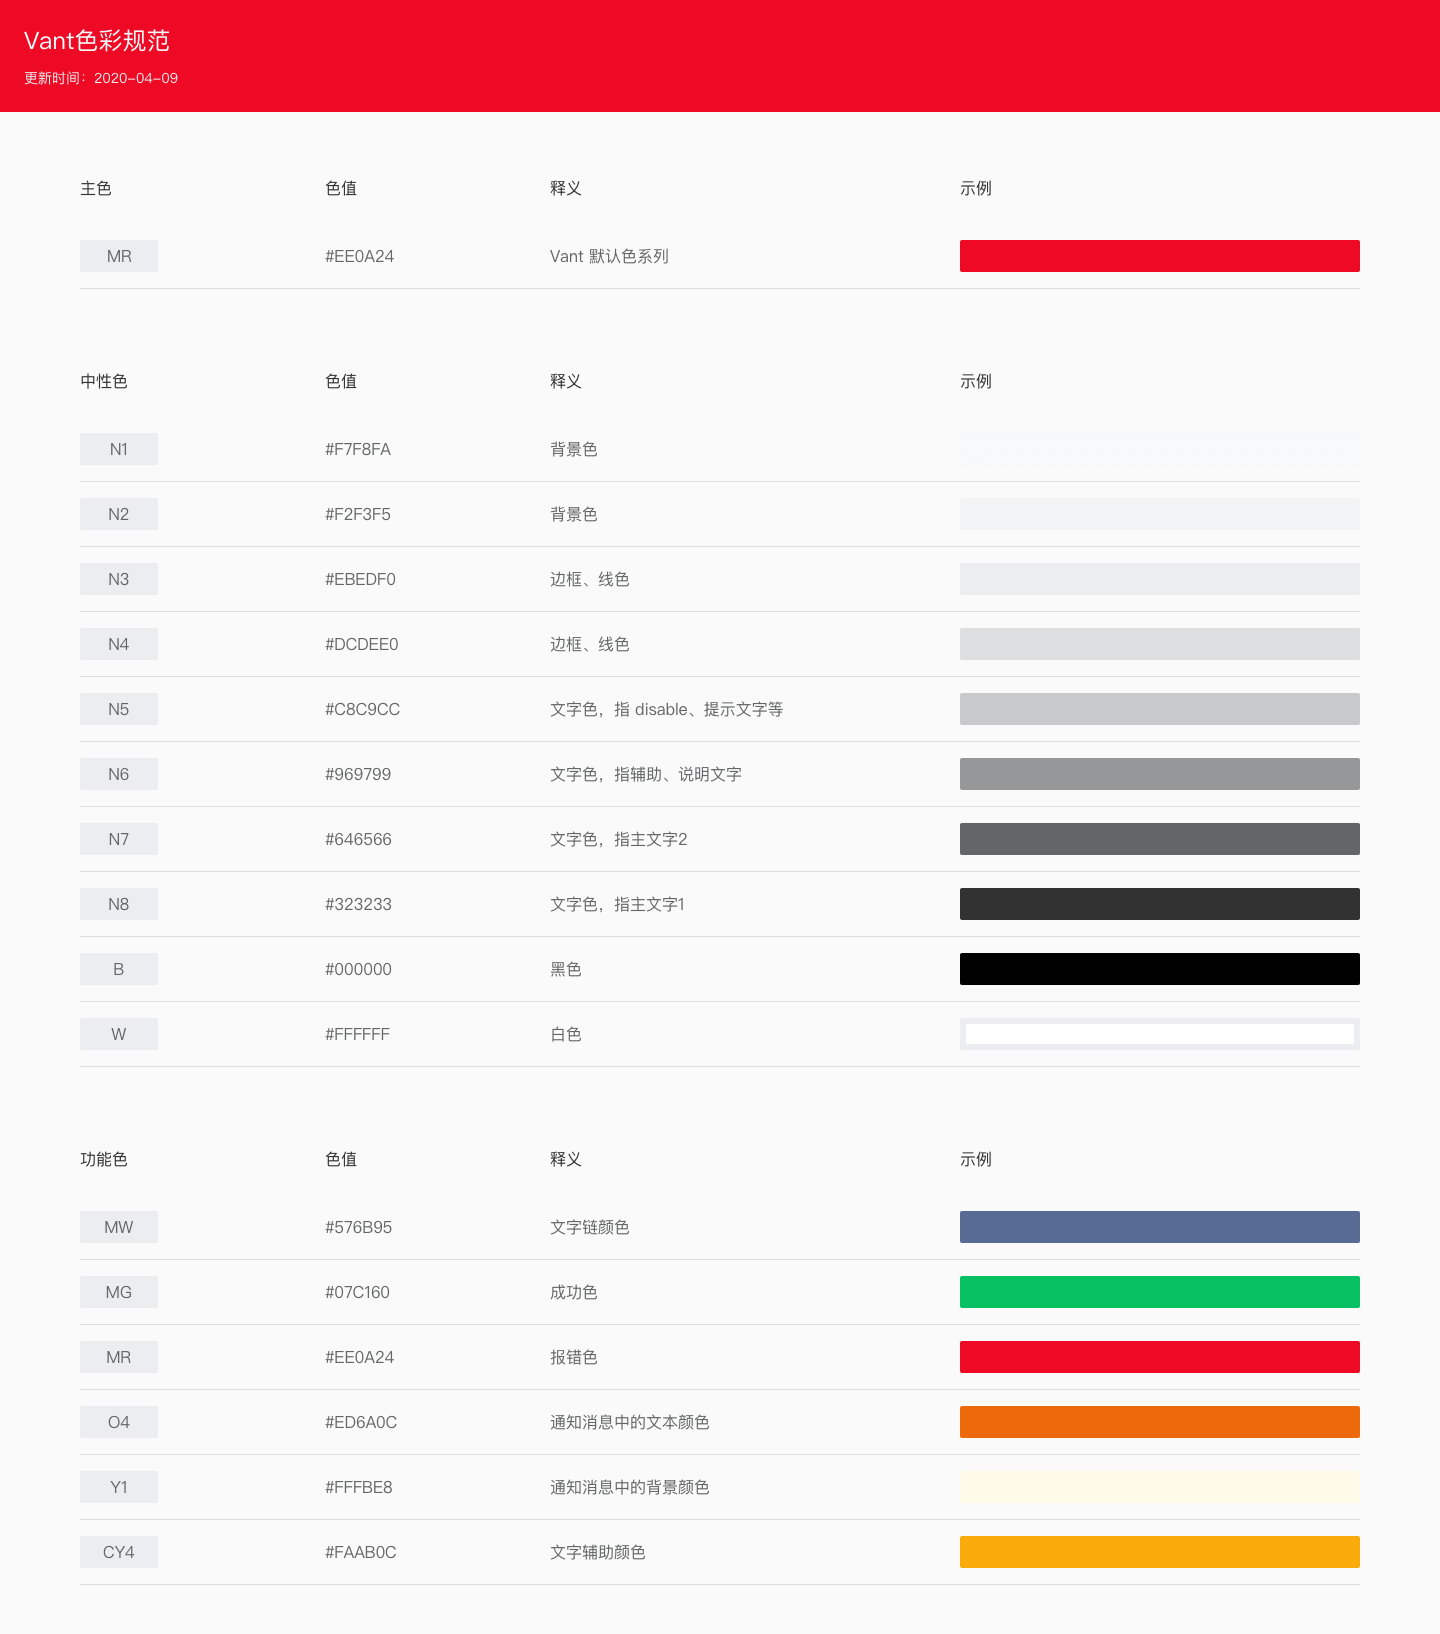 Vant色彩规范
更新时间：2020-04-09
主色 色值 释义 示例
MR #EE0A24 Vant 默认色系列
中性色 色值 释义 示例
N1 #F7F8FA 背景色
N2 #F2F3F5 背景色
N3 #EBEDF0 边框、线色
N4 #DCDEE0 边框、线色
N5 #C8C9CC 文字色，指 disable、提示文字等
N6 #969799 文字色，指辅助、说明文字
N7 #646566 文字色，指主文字2
N8 #323233 文字色，指主文字1
B #000000 黑色
W #FFFFFF 白色
功能色 色值 释义 示例
MW #576B95 文字链颜色
MG #07C160 成功色
MR #EE0A24 报错色
O4 #ED6A0C 通知消息中的文本颜色
Y1 #FFFBE8 通知消息中的背景颜色
CY4 #FAAB0C 文字辅助颜色